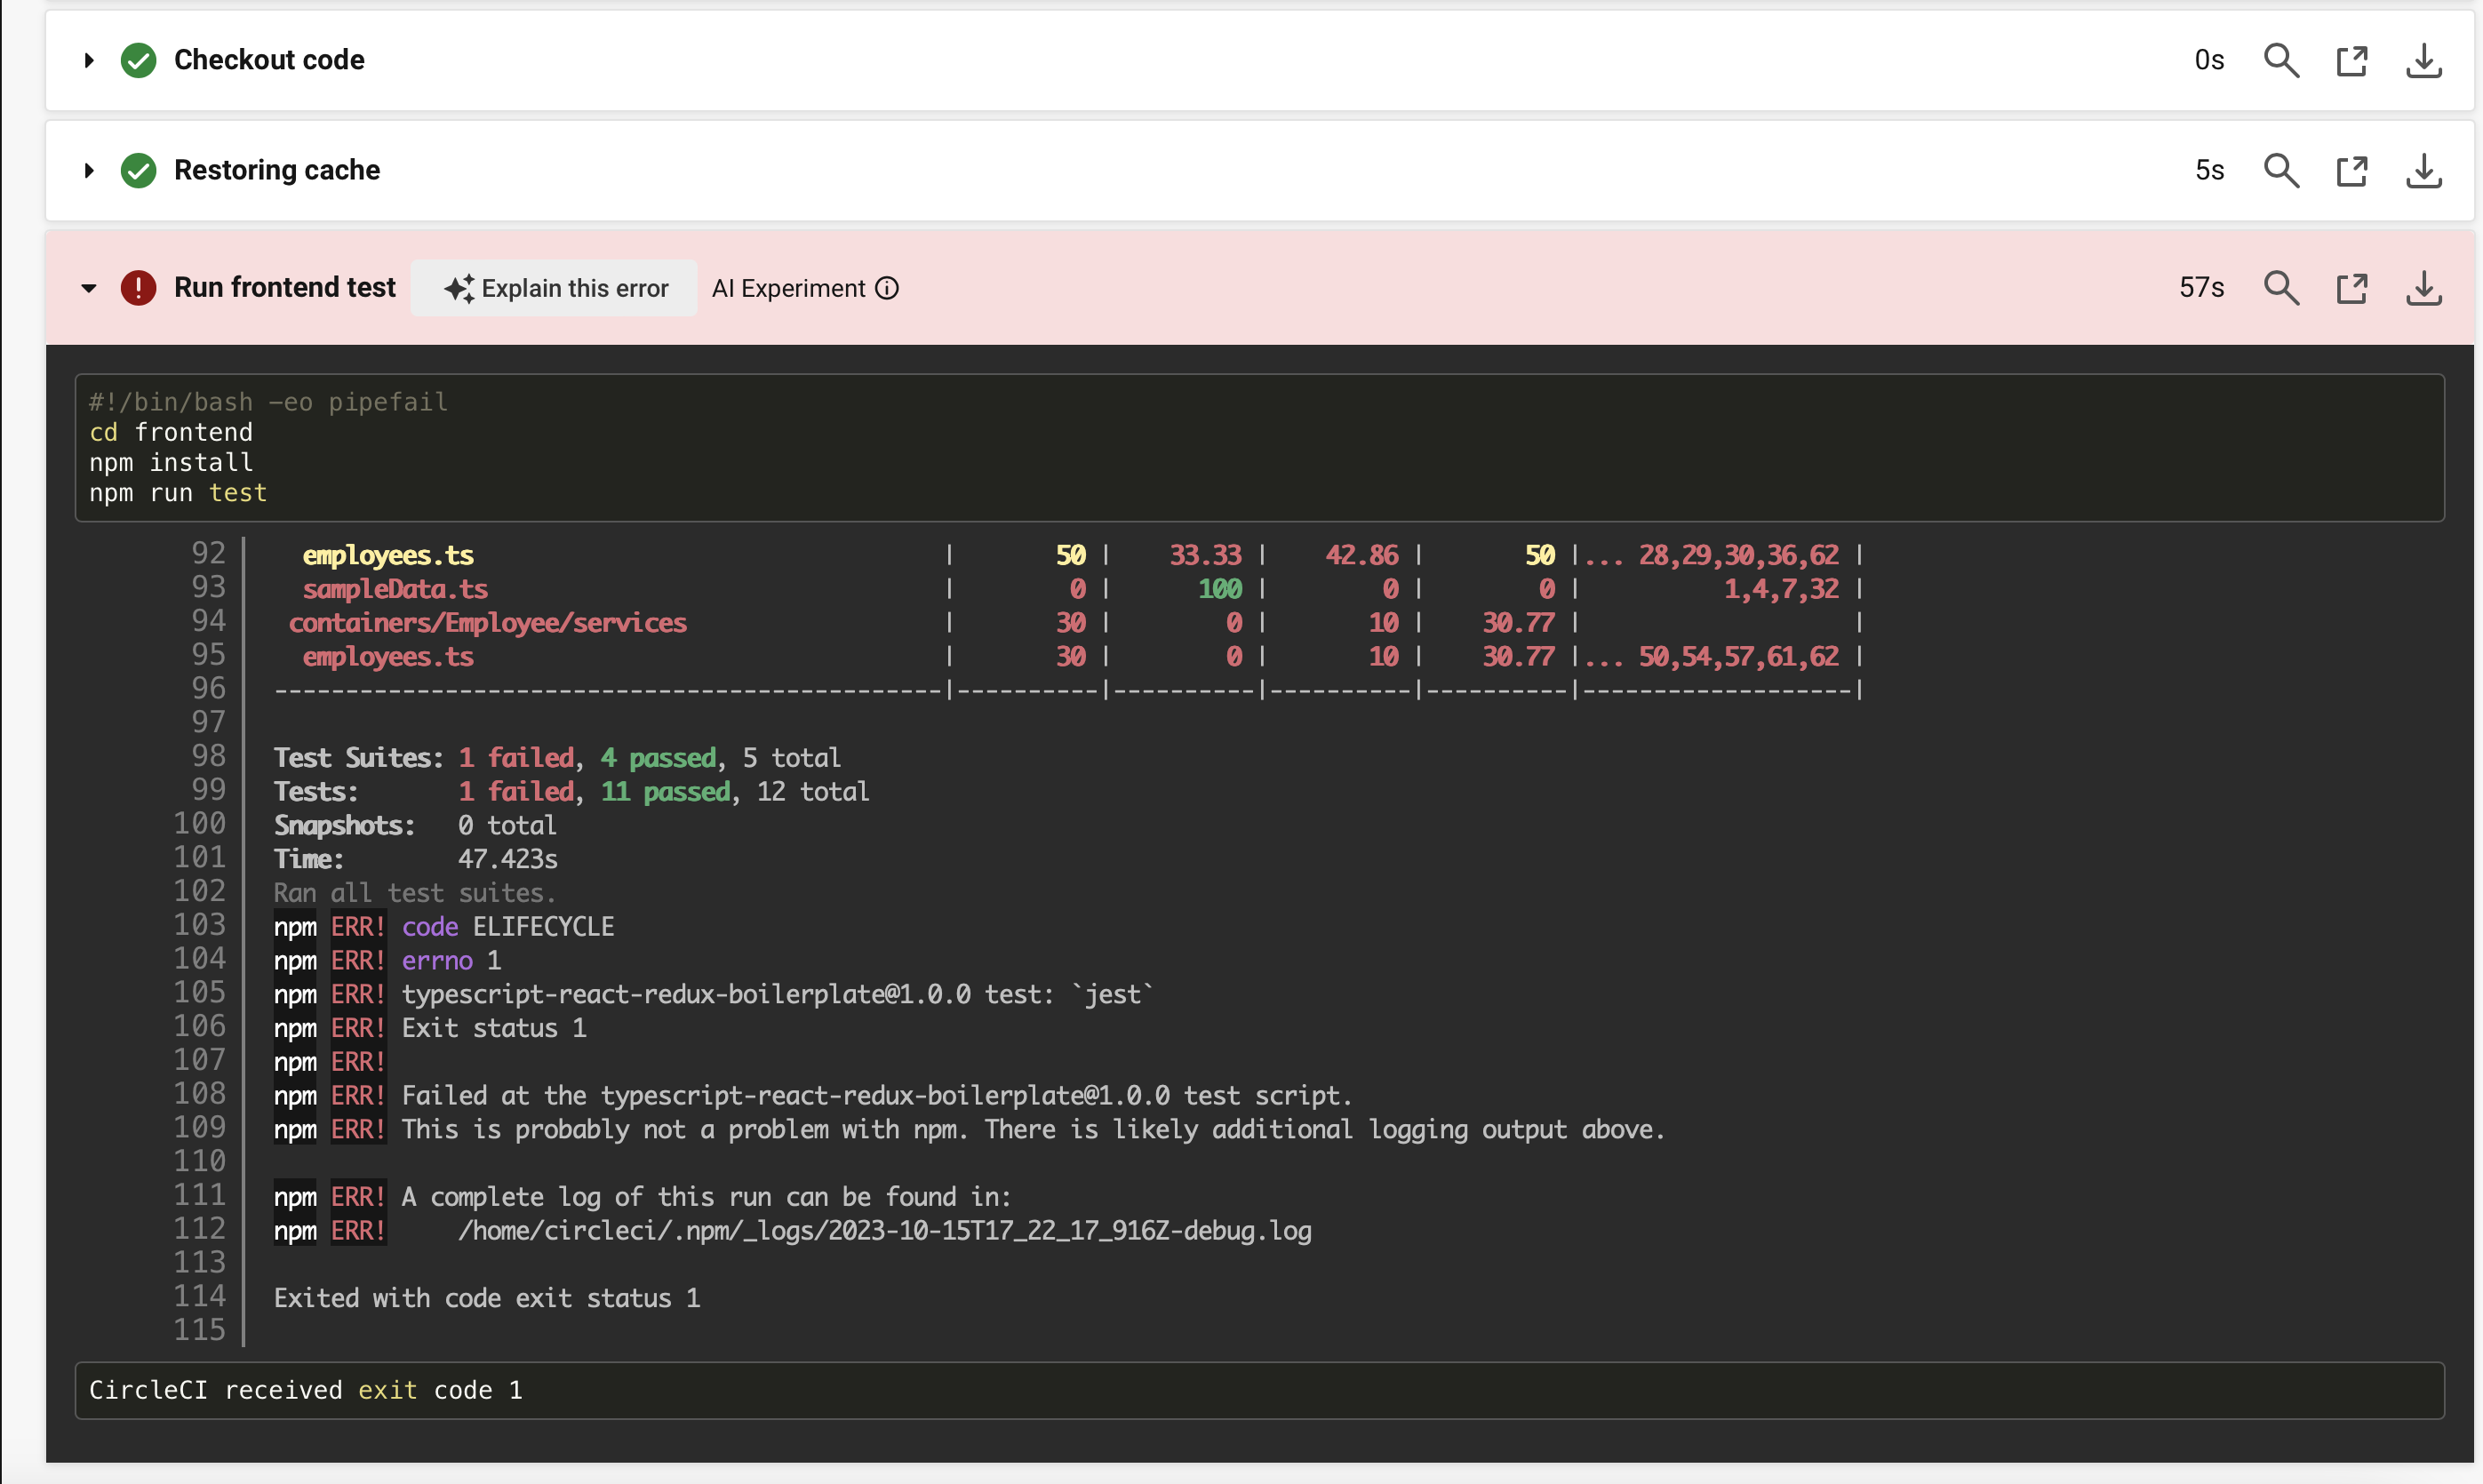 Checkout code 0s
Restoring cache 5s
Run frontend test Explain this error AI Experiment 57s
#!/bin/bash -eo pipefail
cd frontend
npm install
npm run test
92 employees.ts | 50 | 33.33 | 42.86 | 50 |... 28,29,30,36,62 |
93 sampleData.ts | 0 | 100 | 0 | 0 | 1,4,7,32 |
94 containers/Employee/services | 30 | 0 | 10 | 30.77 | |
95 employees.ts | 30 | 0 | 10 | 30.77 |... 50,54,57,61,62 |
96 -----------------------------------------------|----------|----------|----------|----------|-------------------|
97
98 Test Suites: 1 failed, 4 passed, 5 total
99 Tests: 1 failed, 11 passed, 12 total
100 Snapshots: 0 total
101 Time: 47.423s
102 Ran all test suites.
103 npm ERR! code ELIFECYCLE
104 npm ERR! errno 1
105 npm ERR! typescript-react-redux-boilerplate@1.0.0 test: `jest`
106 npm ERR! Exit status 1
107 npm ERR!
108 npm ERR! Failed at the typescript-react-redux-boilerplate@1.0.0 test script.
109 npm ERR! This is probably not a problem with npm. There is likely additional logging output above.
110
111 npm ERR! A complete log of this run can be found in:
112 npm ERR! /home/circleci/.npm/_logs/2023-10-15T17_22_17_916Z-debug.log
113
114 Exited with code exit status 1
115
CircleCI received exit code 1